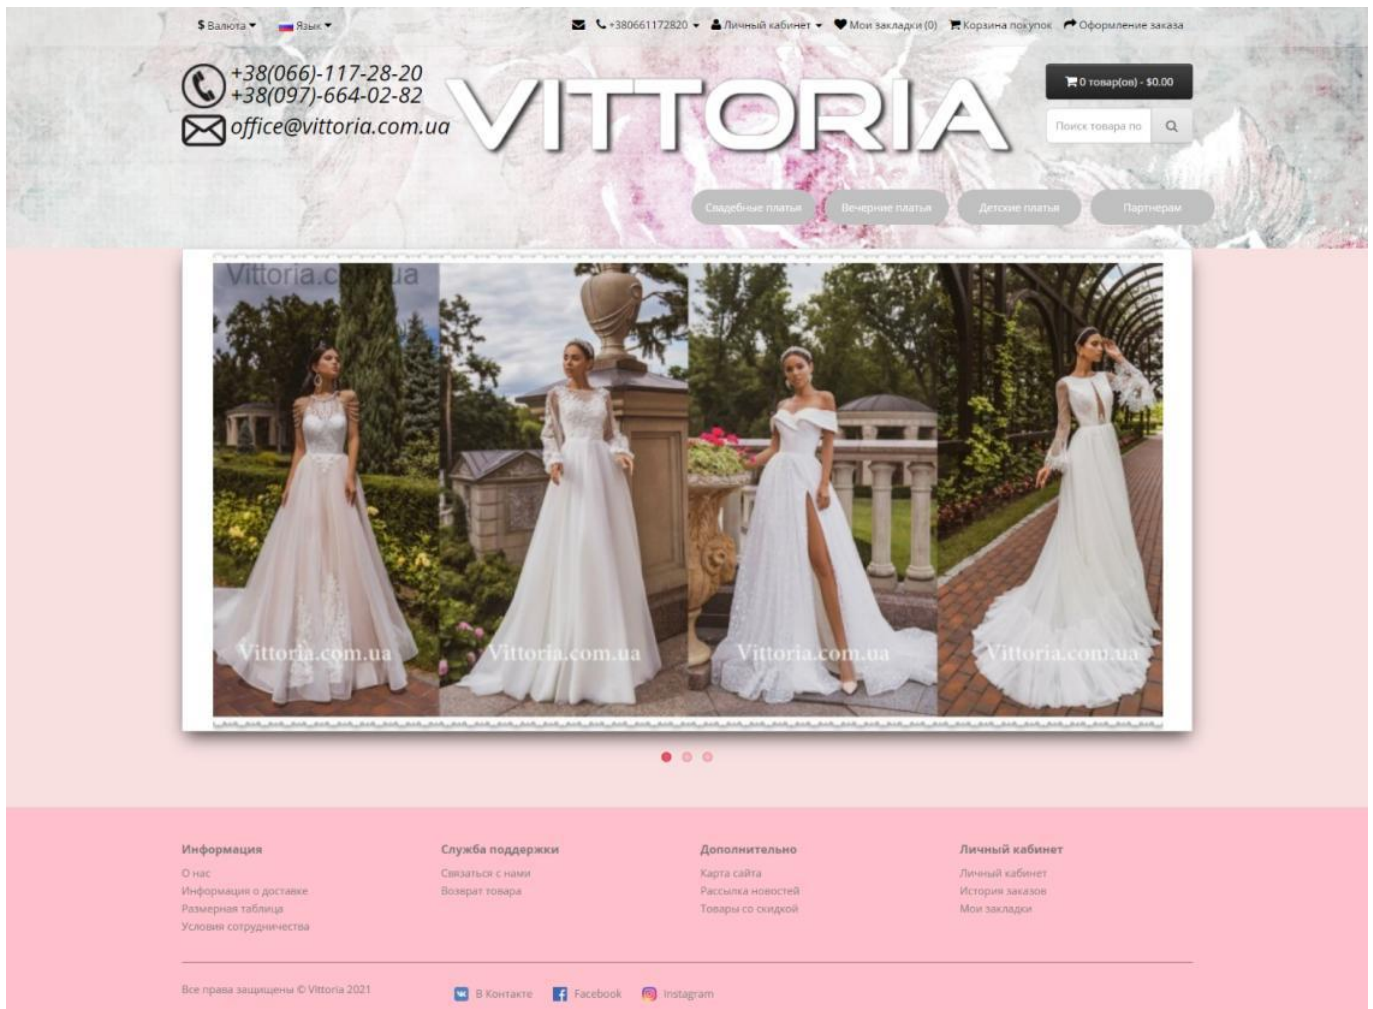 $ Валюта
Язык
+380661172820
Личный кабинет
Мои закладки (0)
Корзина покупок
Оформление заказа
+38(066)-117-28-20
+38(097)-664-02-82
office@vittoria.com.ua
VITTORIA
0 товар(ов) - $0.00
Поиск товара по
Свадебные платья
Вечерние платья
Детские платья
Партнерам
Vittoria.com.ua
Vittoria.com.ua
Vittoria.com.ua
Vittoria.com.ua
Vittoria.com.ua
Информация
О нас
Информация о доставке
Размерная таблица
Условия сотрудничества
Служба поддержки
Связаться с нами
Возврат товара
Дополнительно
Карта сайта
Рассылка новостей
Товары со скидкой
Личный кабинет
Личный кабинет
История заказов
Мои закладки
Все права защищены © Vittoria 2021
В Контакте
Facebook
Instagram